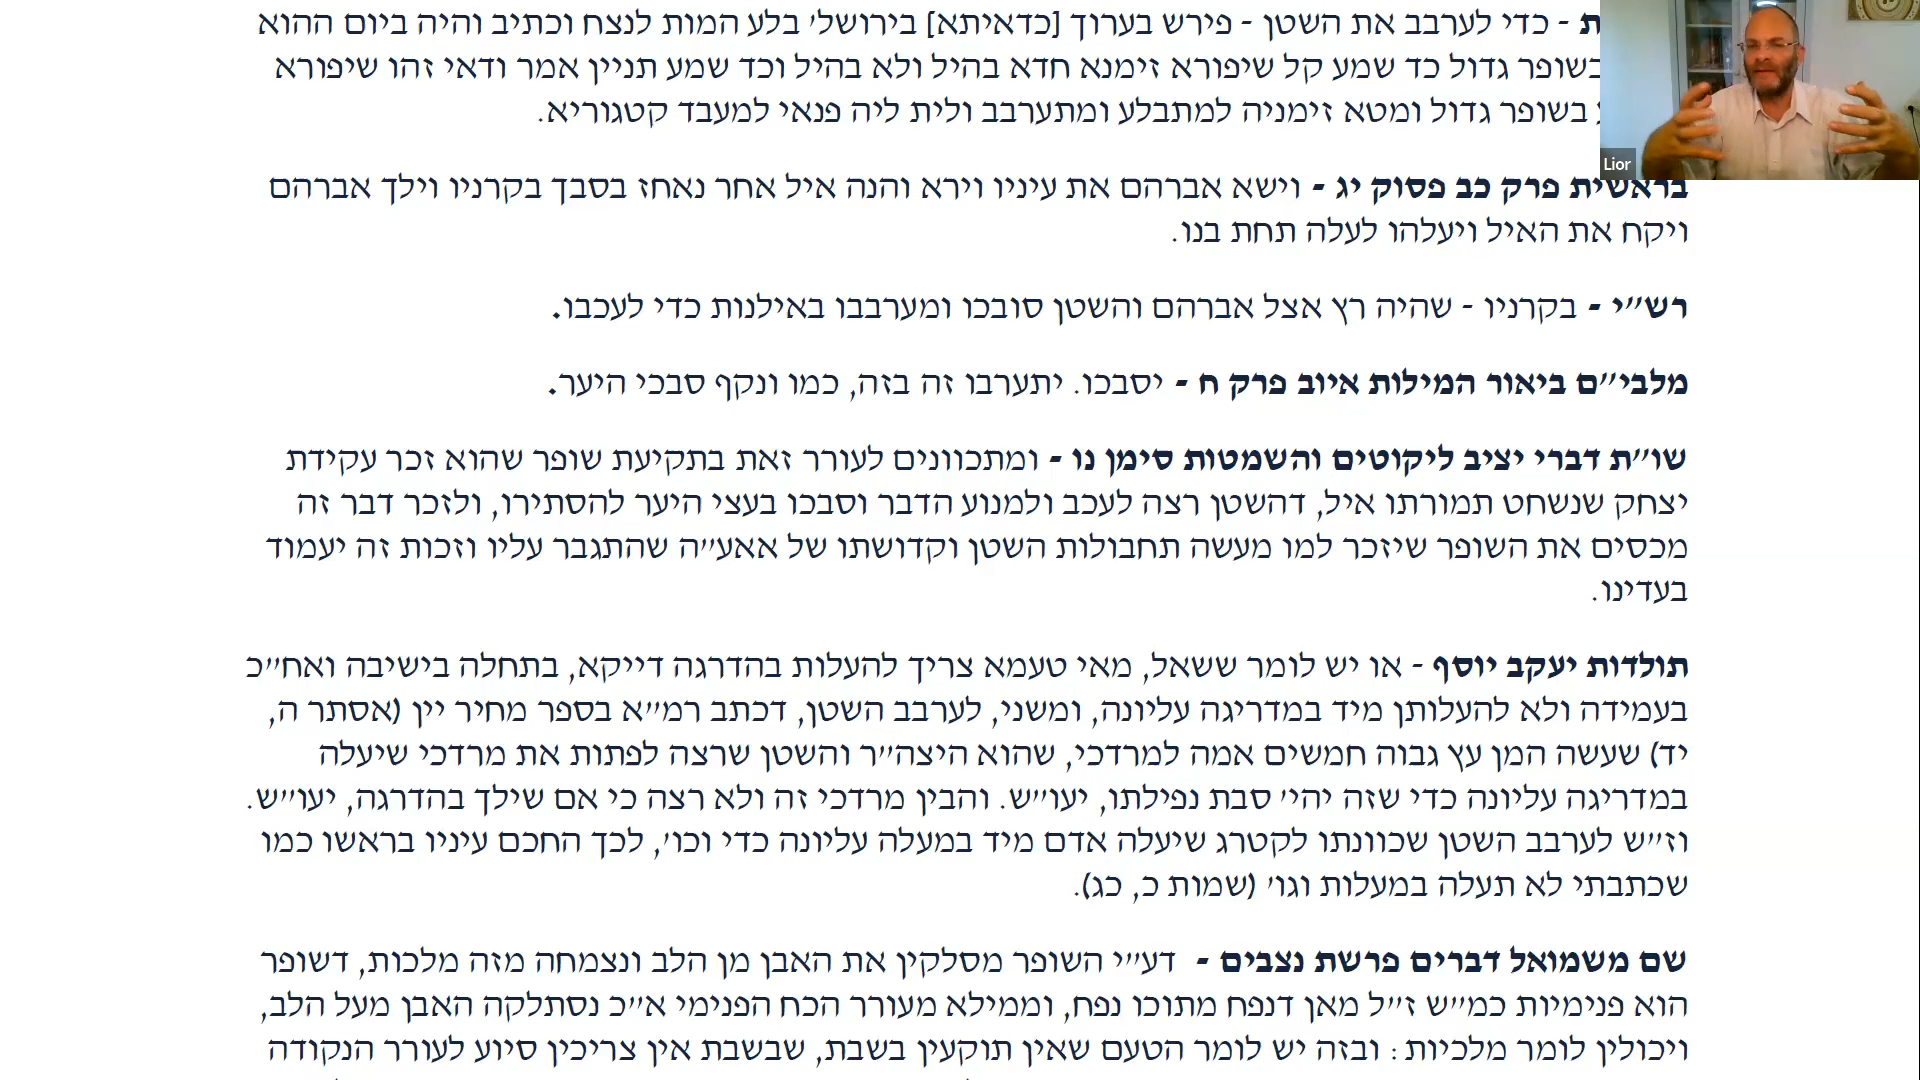 ת - כדי לערבב את השטן - פירש בערוך [כדאיתא] בירושל' בלע המות לנצח וכתיב והיה ביום ההוא
בשופר גדול כד שמע קל שיפורא זימנא חדא בהיל ולא בהיל וכד שמע תניין אמר ודאי זהו שיפורא
בשופר גדול ומטא זימניה למתבלע ומתערבב ולית ליה פנאי למעבד קטגוריא.
Lior
בראשית פרק כב פסוק יג - וישא אברהם את עיניו וירא והנה איל אחר נאחז בסבך בקרניו וילך אברהם
ויקח את האיל ויעלהו לעלה תחת בנו.
רש''י - בקרניו - שהיה רץ אצל אברהם והשטן סובכו ומערבבו באילנות כדי לעכבו.
מלבי''ם ביאור המילות איוב פרק ח - יסבכו. יתערבו זה בזה, כמו ונקף סבכי היער.
שו''ת דברי יציב ליקוטים והשמטות סימן נו - ומתכוונים לעורר זאת בתקיעת שופר שהוא זכר עקידת
יצחק שנשחט תמורתו איל, דהשטן רצה לעכב ולמנוע הדבר וסבכו בעצי היער להסתירו, ולזכר דבר זה
מכסים את השופר שיזכר למו מעשה תחבולות השטן וקדושתו של אאע''ה שהתגבר עליו וזכות זה יעמוד
בעדינו.
תולדות יעקב יוסף - או יש לומר ששאל, מאי טעמא צריך להעלות בהדרגה דייקא, בתחלה בישיבה ואח''כ
בעמידה ולא להעלותן מיד במדריגה עליונה, ומשני, לערבב השטן, דכתב רמ''א בספר מחיר יין (אסתר ה,
יד) שעשה המן עץ גבוה חמשים אמה למרדכי, שהוא היצה''ר והשטן שרצה לפתות את מרדכי שיעלה
במדריגה עליונה כדי שזה יהי' סבת נפילתו, יעו''ש. והבין מרדכי זה ולא רצה כי אם שילך בהדרגה, יעו''ש.
וז''ש לערבב השטן שכוונתו לקטרג שיעלה אדם מיד במעלה עליונה כדי וכו', לכך החכם עיניו בראשו כמו
שכתבתי לא תעלה במעלות וגו' (שמות כ, כג).
שם משמואל דברים פרשת נצבים - דע''י השופר מסלקין את האבן מן הלב ונצמחה מזה מלכות, דשופר
הוא פנימיות כמ''ש ז''ל מאן דנפח מתוכו נפח, וממילא מעורר הכח הפנימי א''כ נסתלקה האבן מעל הלב,
ויכולין לומר מלכיות : ובזה יש לומר הטעם שאין תוקעין בשבת, שבשבת אין צריכין סיוע לעורר הנקודה